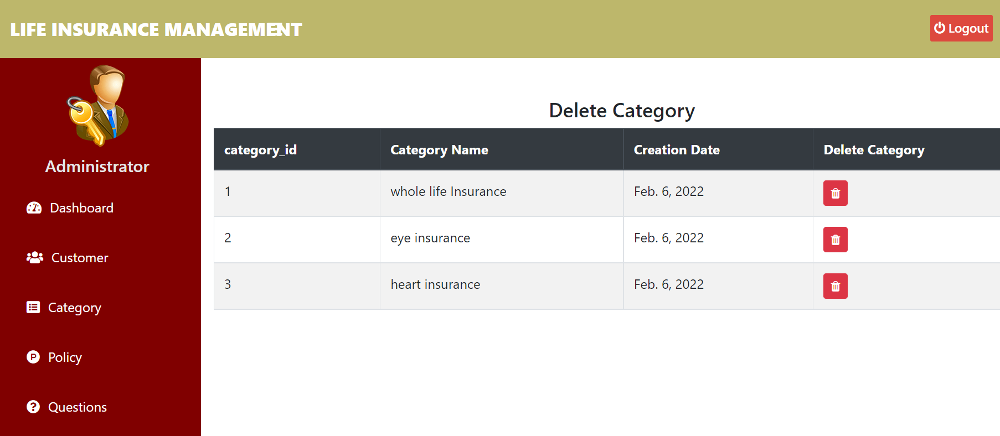 LIFE INSURANCE MANAGEMENT
Logout
Administrator
Dashboard
Customer
Category
Policy
Questions
Delete Category
category_id Category Name Creation Date Delete Category
1 whole life Insurance Feb. 6, 2022
2 eye insurance Feb. 6, 2022
3 heart insurance Feb. 6, 2022